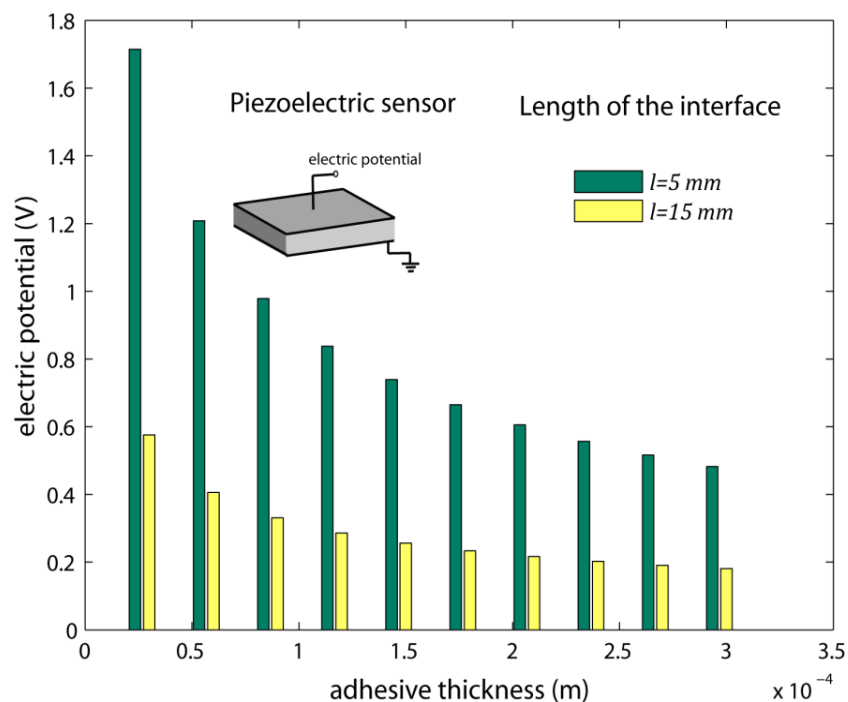 Piezoelectric sensor
electric potential
Length of the interface
l=5 mm
l=15 mm
electric potential (V)
1.8
1.6
1.4
1.2
1
0.8
0.6
0.4
0.2
0
0 0.5 1 1.5 2 2.5 3 3.5
adhesive thickness (m)
x 10⁻⁴